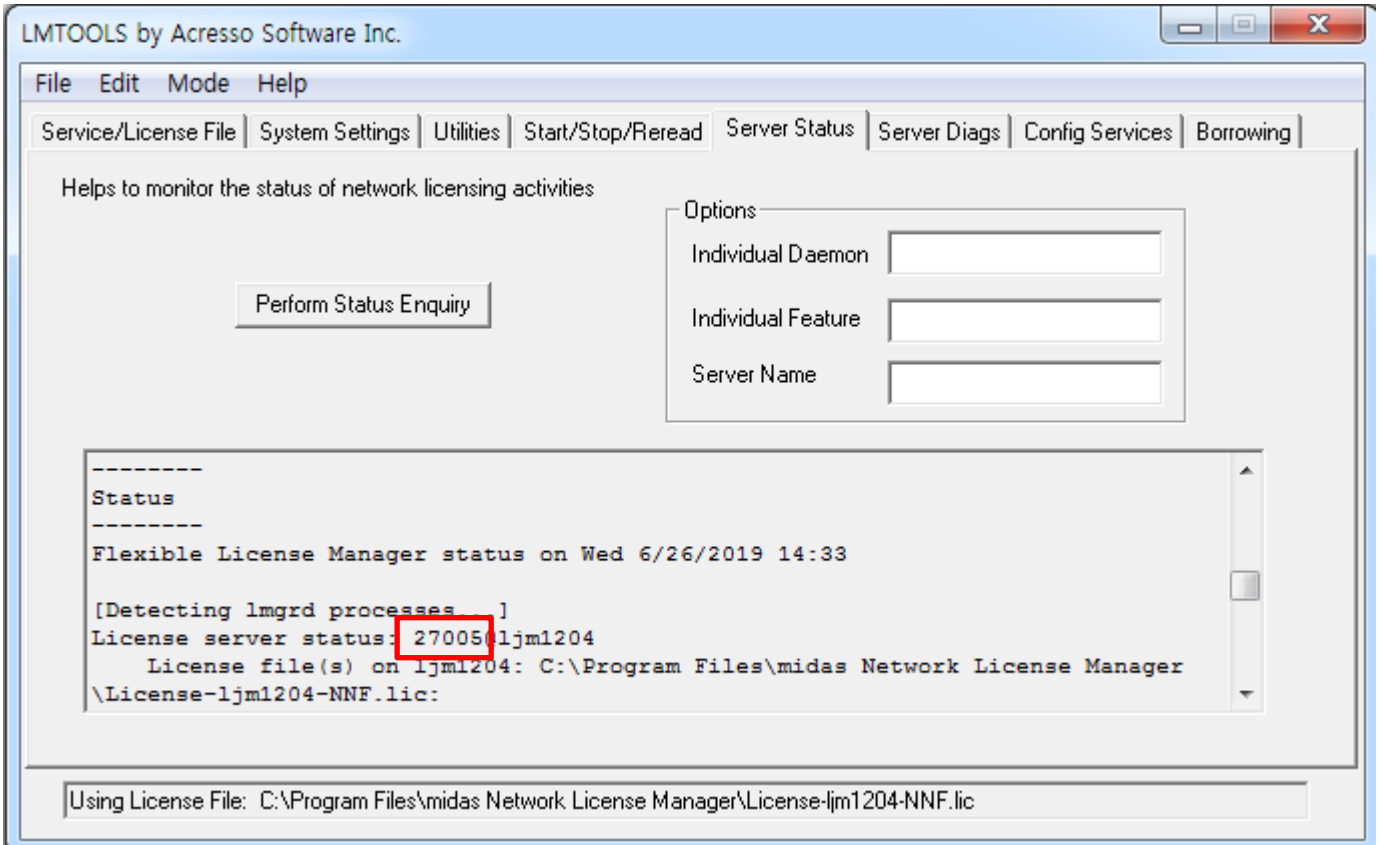 LMTOOLS by Acresso Software Inc.
File Edit Mode Help
Service/License File System Settings Utilities Start/Stop/Reread Server Status Server Diags Config Services Borrowing
Helps to monitor the status of network licensing activities
Options
Individual Daemon
Perform Status Enquiry
Individual Feature
Server Name
--------
Status
--------
Flexible License Manager status on Wed 6/26/2019 14:33
[Detecting lmgrd processes...]
License server status: 27005@ljm1204
License file(s) on ljm1204: C:\Program Files\midas Network License Manager
\License-ljm1204-NNF.lic:
Using License File: C:\Program Files\midas Network License Manager\License-ljm1204-NNF.lic